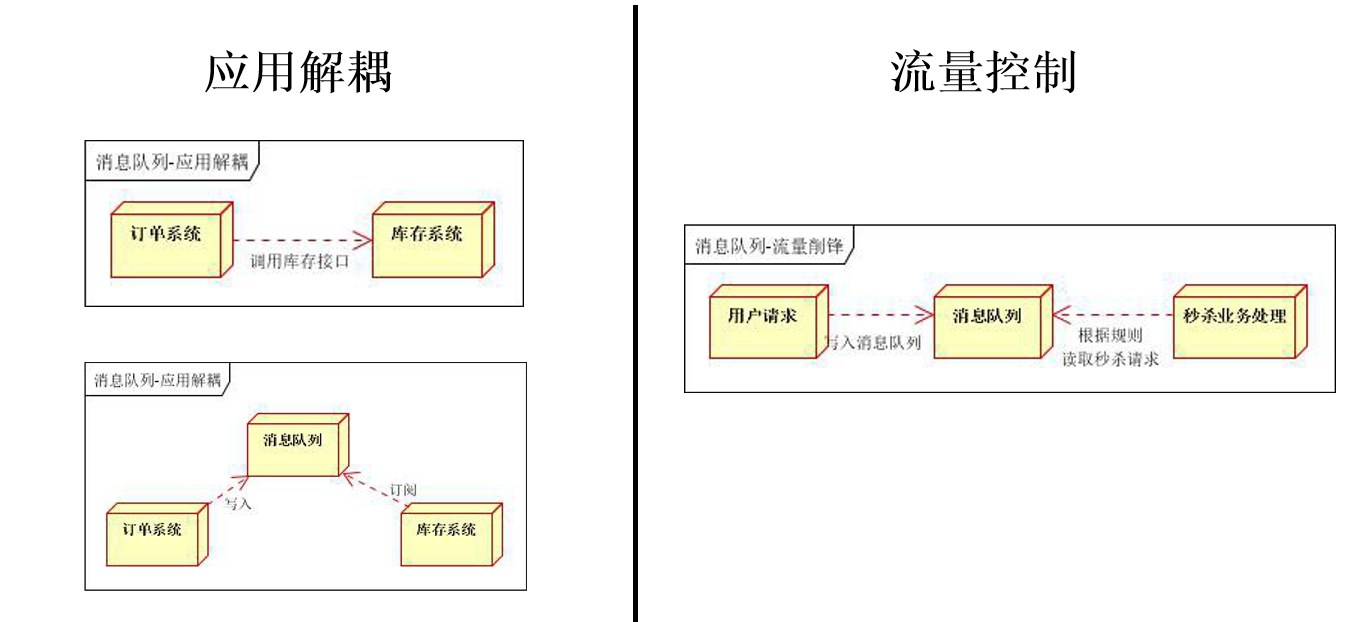 应用解耦
消息队列-应用解耦
订单系统
库存系统
调用库存接口
消息队列-应用解耦
消息队列
写入
订阅
订单系统
库存系统
流量控制
消息队列-流量削锋
用户请求
消息队列
秒杀业务处理
写入消息队列
根据规则
读取秒杀请求